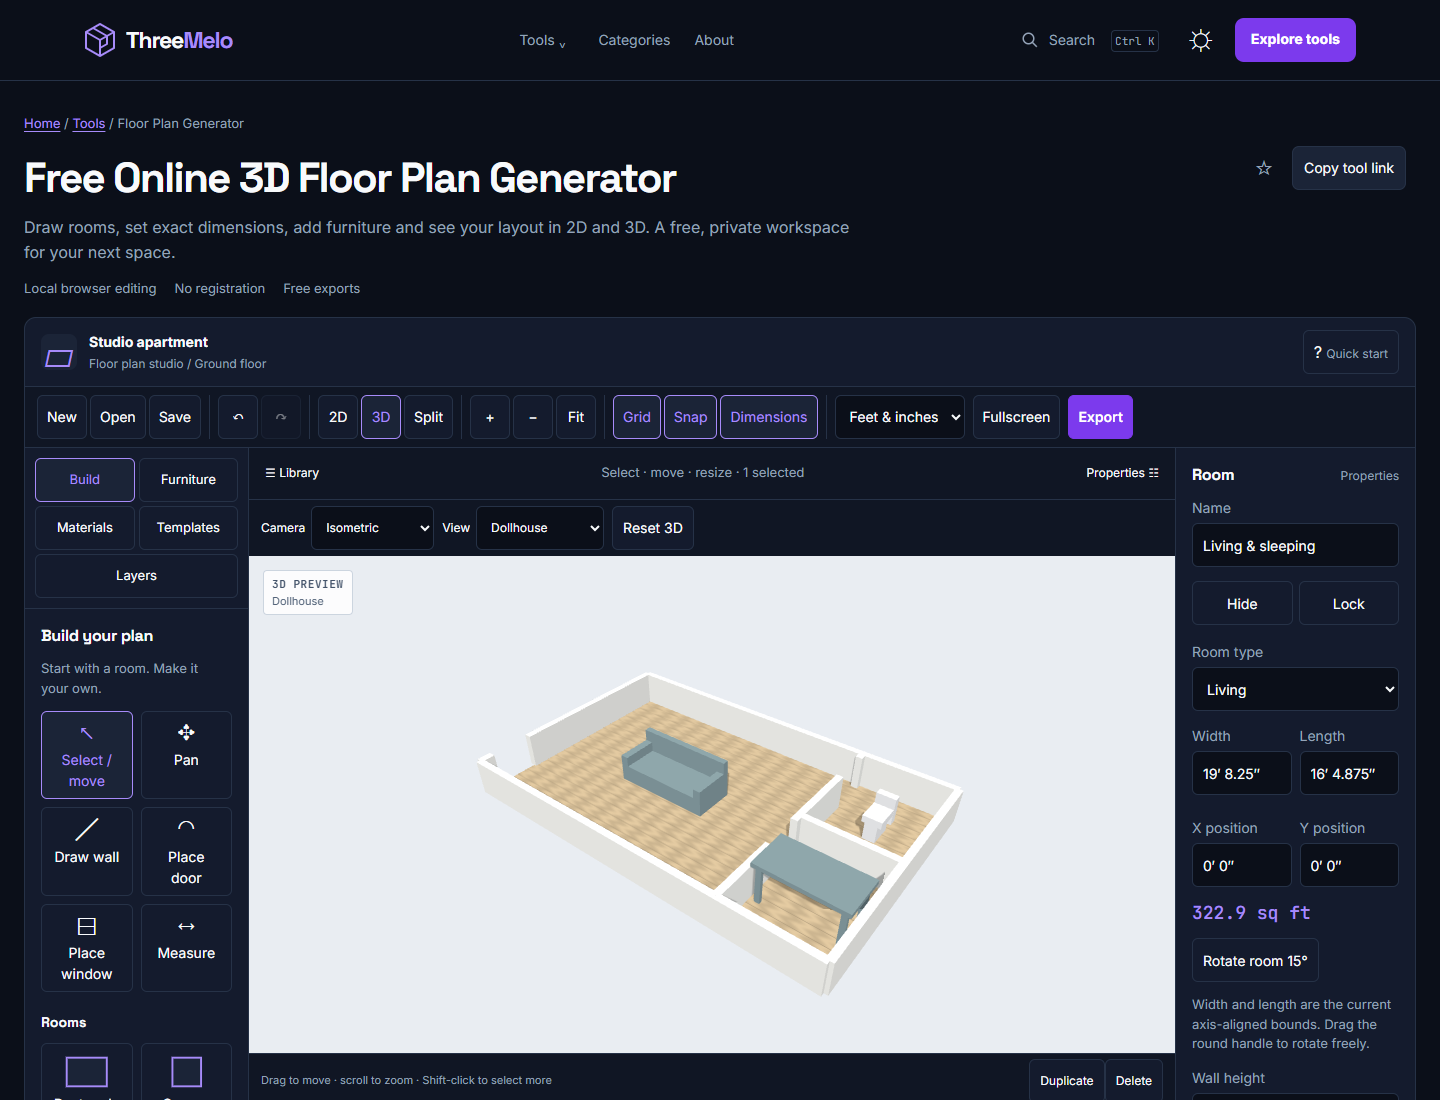 ThreeMelo
Tools
Categories
About
Search
Ctrl K
Explore tools
Home / Tools / Floor Plan Generator
Free Online 3D Floor Plan Generator
Copy tool link
Draw rooms, set exact dimensions, add furniture and see your layout in 2D and 3D. A free, private workspace
for your next space.
Local browser editing
No registration
Free exports
Studio apartment
Floor plan studio / Ground floor
? Quick start
New
Open
Save
2D
3D
Split
+
−
Fit
Grid
Snap
Dimensions
Feet & inches
Fullscreen
Export
Build
Furniture
Materials
Templates
Layers
Build your plan
Start with a room. Make it
your own.
Select /
move
Pan
Draw wall
Place
door
Place
window
Measure
Rooms
☰ Library
Select · move · resize · 1 selected
Properties ☷
Camera
Isometric
View
Dollhouse
Reset 3D
3D PREVIEW
Dollhouse
Drag to move · scroll to zoom · Shift-click to select more
Duplicate
Delete
Room
Properties
Name
Living & sleeping
Hide
Lock
Room type
Living
Width
Length
19′ 8.25″
16′ 4.875″
X position
Y position
0′ 0″
0′ 0″
322.9 sq ft
Rotate room 15°
Width and length are the current
axis-aligned bounds. Drag the
round handle to rotate freely.
Wall height